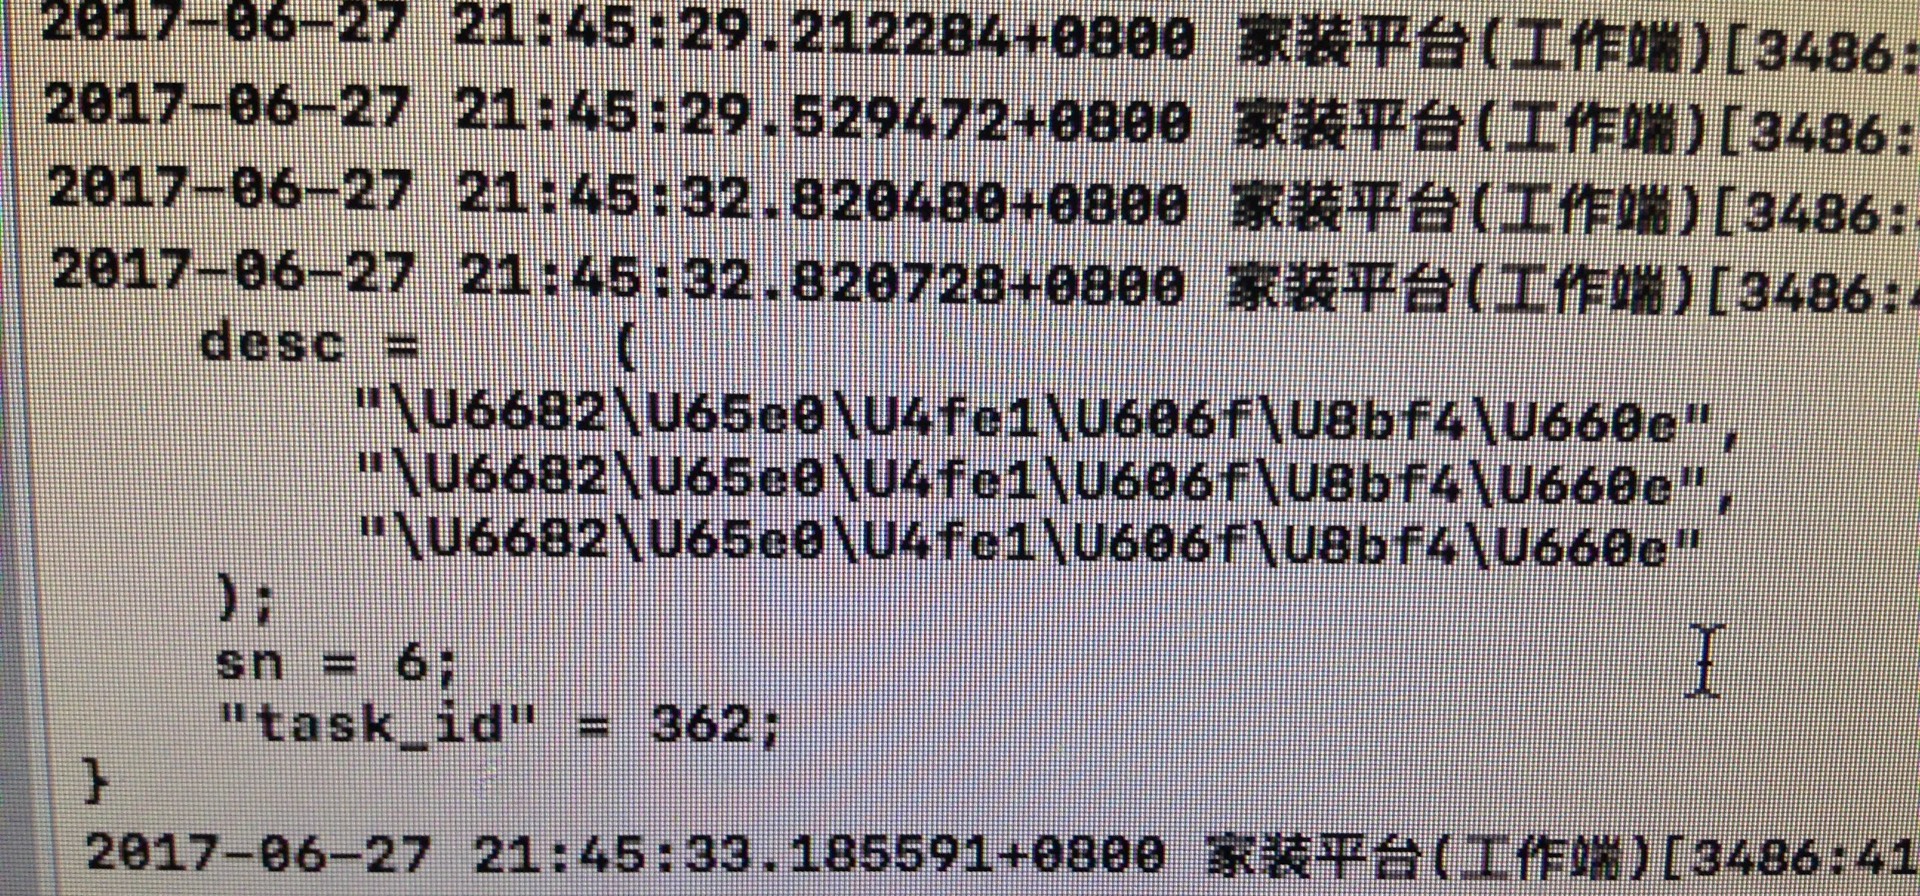 2017-06-27 21:45:29.212284+0800 家装平台(工作端)[3486:
2017-06-27 21:45:29.529472+0800 家装平台(工作端)[3486:
2017-06-27 21:45:32.820480+0800 家装平台(工作端)[3486:
2017-06-27 21:45:32.820728+0800 家装平台(工作端)[3486:4
desc = (
"\U6682\U65e0\U4fe1\U606f\U8bf4\U660e",
"\U6682\U65e0\U4fe1\U606f\U8bf4\U660e",
"\U6682\U65e0\U4fe1\U606f\U8bf4\U660e"
);
sn = 6;
"task_id" = 362;
}
2017-06-27 21:45:33.185591+0800 家装平台(工作端)[3486:41